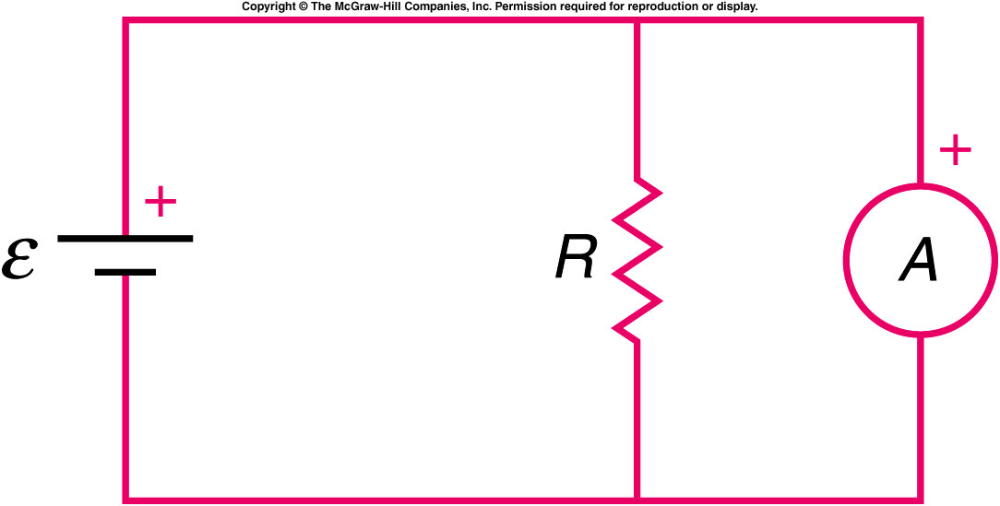 Copyright © The McGraw-Hill Companies, Inc. Permission required for reproduction or display.
+
+
ε
R
A